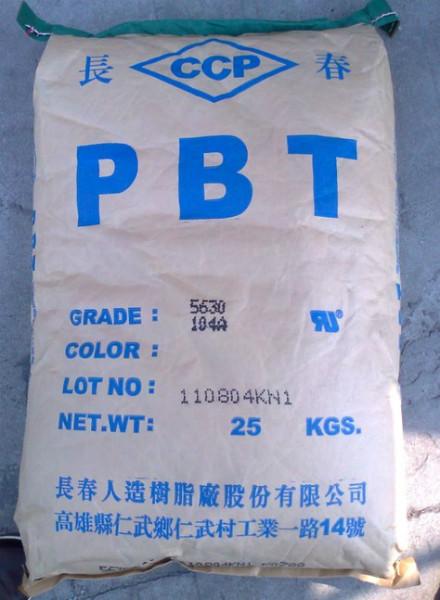 長 CCP 春
PBT
GRADE: 5630
104A
COLOR:
LOT NO: 110804KN1
NET.WT: 25 KGS.
長春人造樹脂廠股份有限公司
高雄縣仁武鄉仁武村工業一路14號